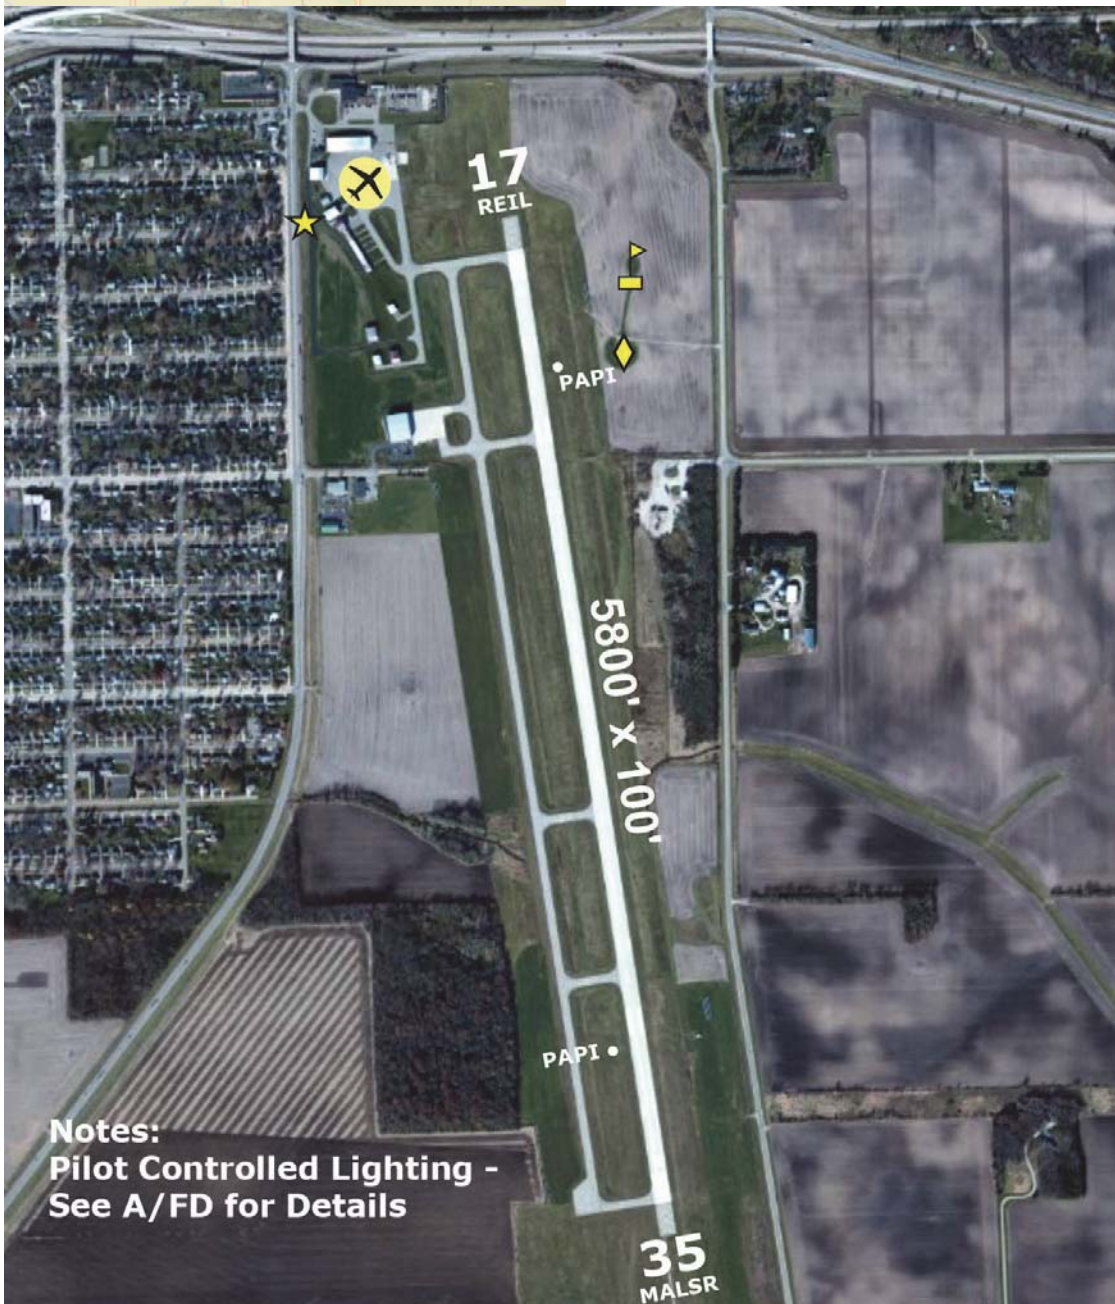 17
REIL
PAPI
5800' x 100'
PAPI
Notes:
Pilot Controlled Lighting -
See A/FD for Details
35
MALSR